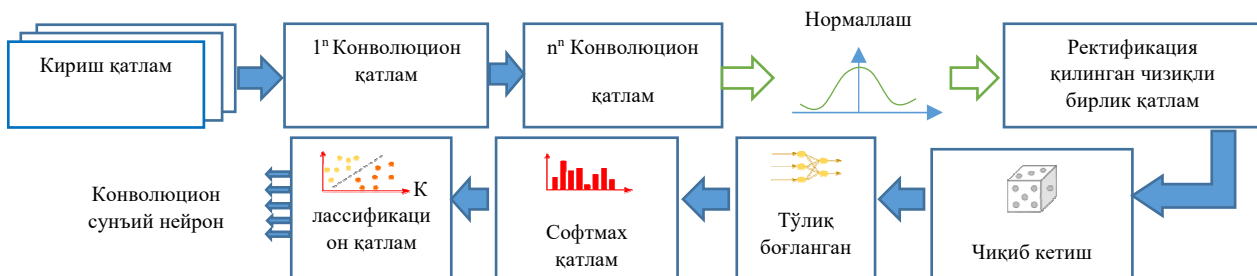 Кириш қатлам
1ⁿ Конволюцион
қатлам
nⁿ Конволюцион
қатлам
Нормаллаш
Ректификация
қилинган чизиқли
бирлик қатлам
Чиқиб кетиш
Тўлиқ
боғланган
Софтмах
қатлам
К
лассификаци
он қатлам
Конволюцион
сунъий нейрон